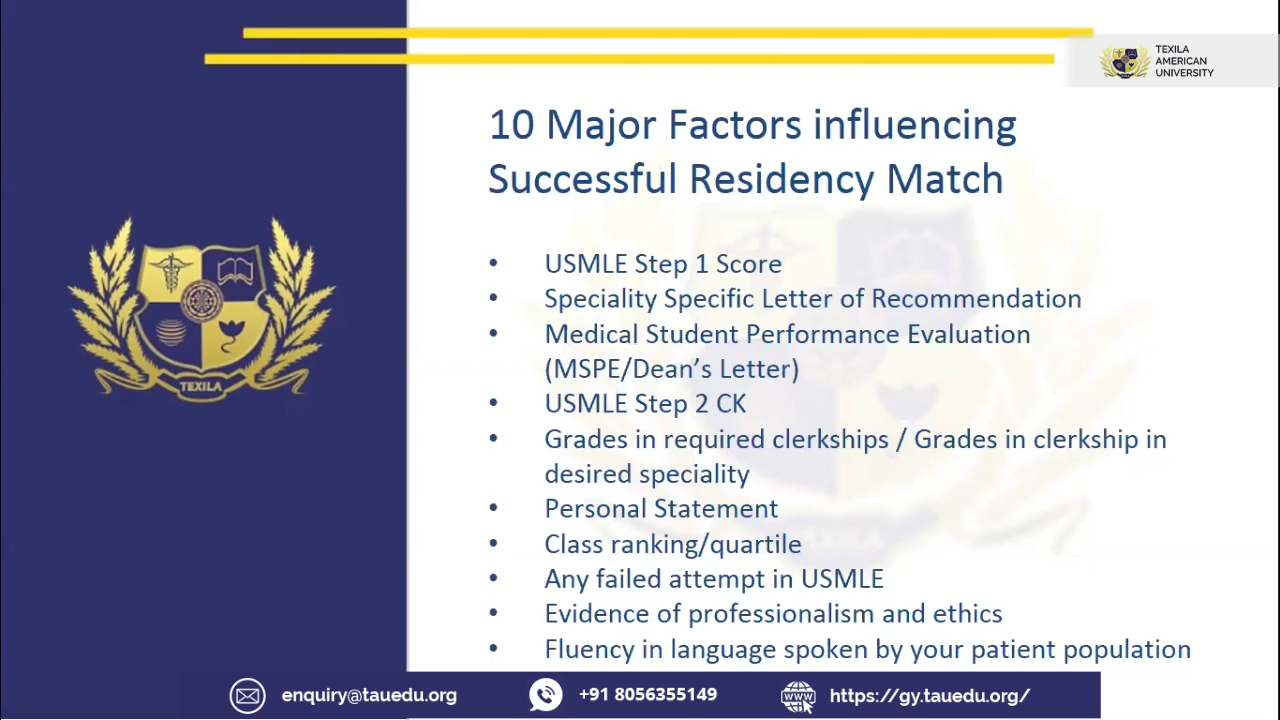 TEXILA
AMERICAN
UNIVERSITY
10 Major Factors influencing
Successful Residency Match
• USMLE Step 1 Score
• Speciality Specific Letter of Recommendation
• Medical Student Performance Evaluation
(MSPE/Dean's Letter)
• USMLE Step 2 CK
• Grades in required clerkships / Grades in clerkship in
desired speciality
• Personal Statement
• Class ranking/quartile
• Any failed attempt in USMLE
• Evidence of professionalism and ethics
• Fluency in language spoken by your patient population
TEXILA
TEXILA
enquiry@tauedu.org
+91 8056355149
WWW
https://gy.tauedu.org/